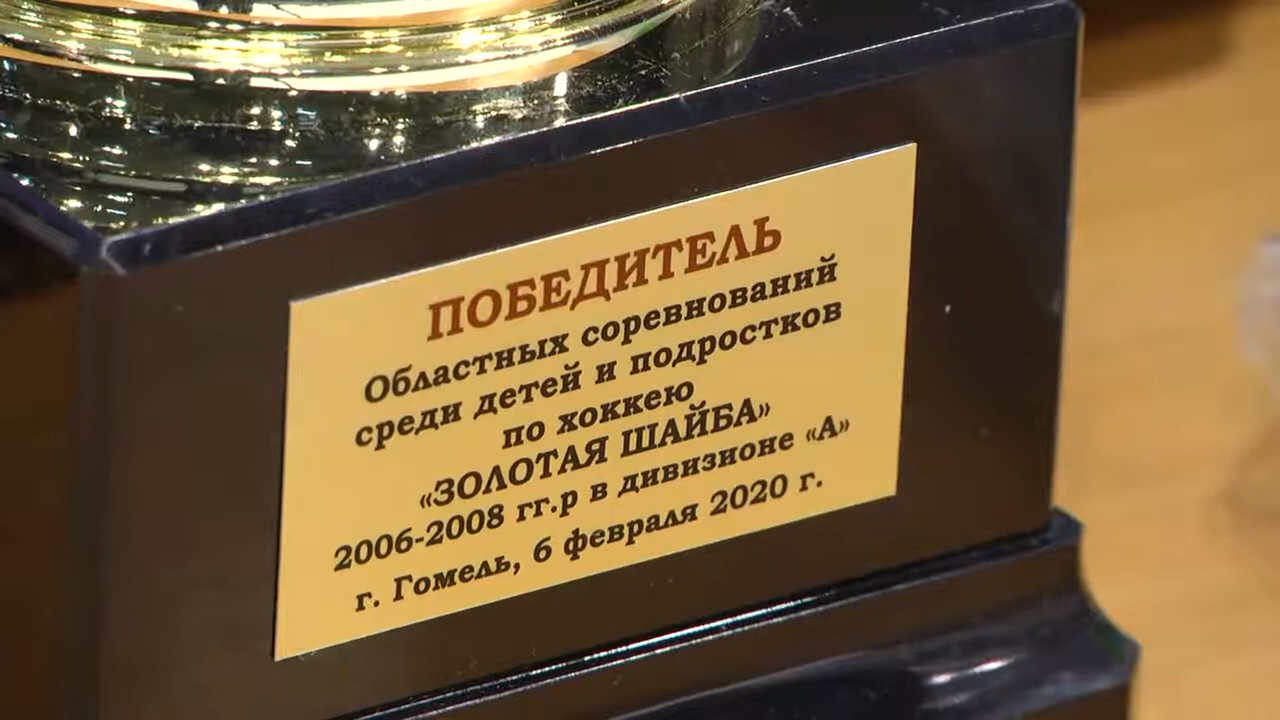 ПОБЕДИТЕЛЬ
Областных соревнований
среди детей и подростков
по хоккею
«ЗОЛОТАЯ ШАЙБА»
2006-2008 гг.р в дивизионе «А»
г. Гомель, 6 февраля 2020 г.